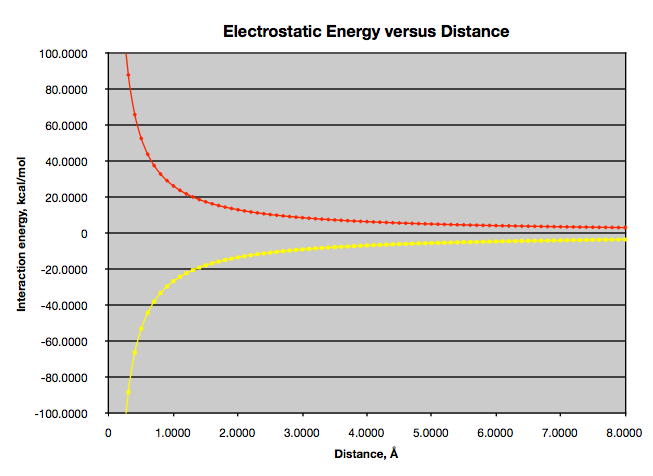 Electrostatic Energy versus Distance
100.0000
80.0000
60.0000
40.0000
20.0000
0
-20.0000
-40.0000
-60.0000
-80.0000
-100.0000
Interaction energy, kcal/mol
0 1.0000 2.0000 3.0000 4.0000 5.0000 6.0000 7.0000 8.0000
Distance, Å